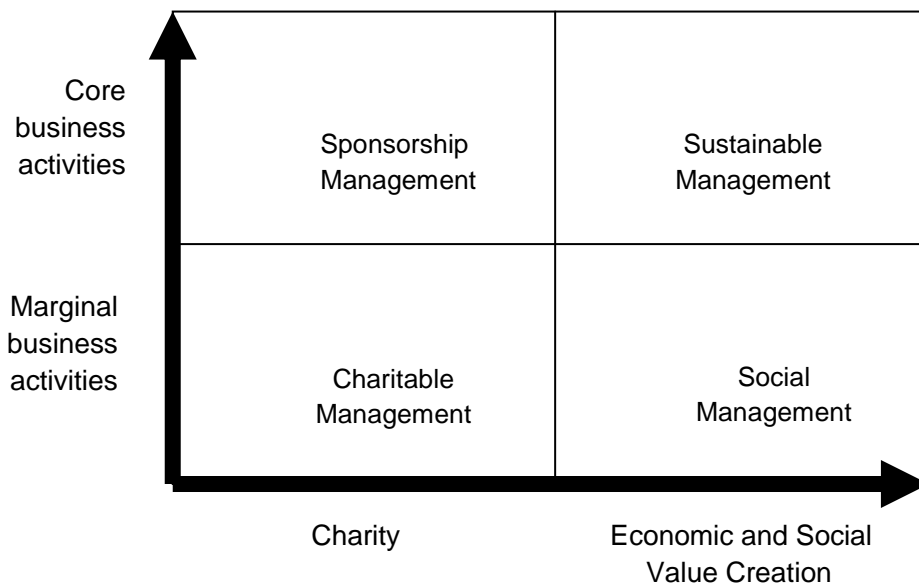 Core
business
activities
Sponsorship
Management
Sustainable
Management
Marginal
business
activities
Charitable
Management
Social
Management
Charity
Economic and Social
Value Creation